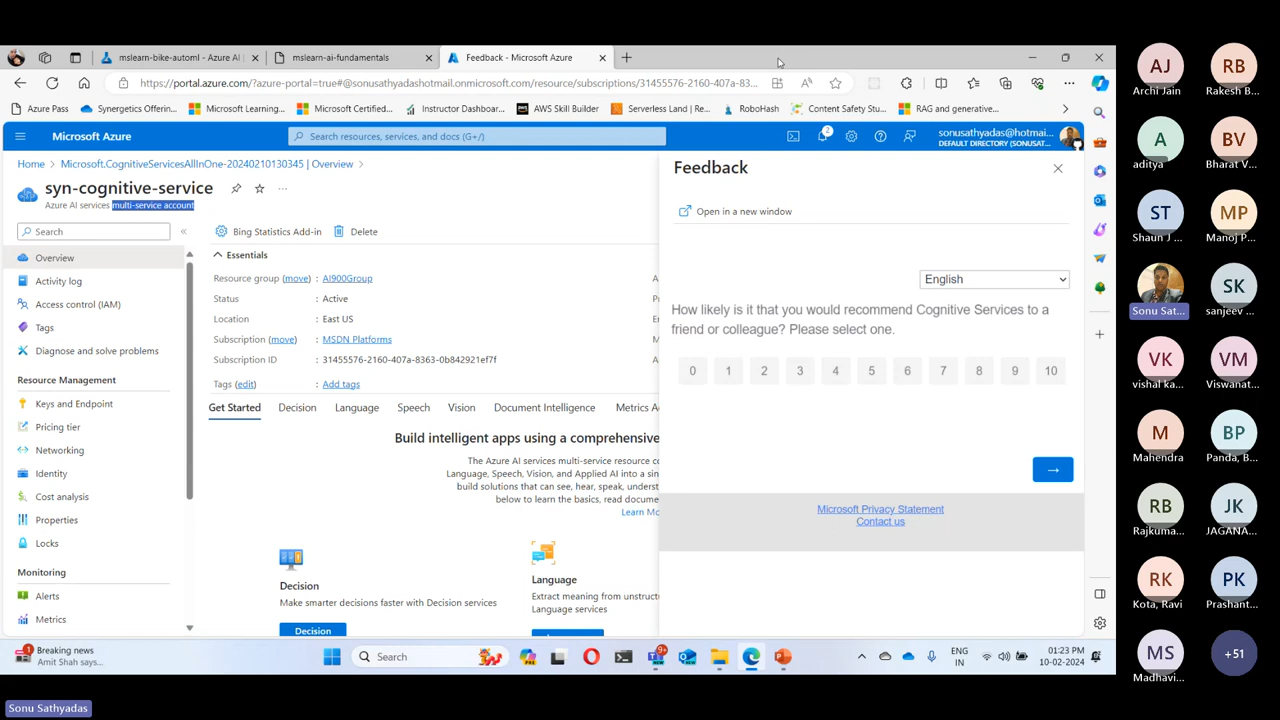 mslearn-bike-automl - Azure AI
mslearn-ai-fundamentals
Feedback - Microsoft Azure
https://portal.azure.com/?azure-portal=true#@sonusathyadashotmail.onmicrosoft.com/resource/subscriptions/31455576-2160-407a-83...
Azure Pass
Synergetics Offerin...
Microsoft Learning...
Microsoft Certified...
Instructor Dashboar...
AWS Skill Builder
Serverless Land | Re...
RoboHash
Content Safety Stu...
RAG and generative...
Microsoft Azure
Search resources, services, and docs (G+/)
2
sonusathyadas@hotmai...
DEFAULT DIRECTORY (SONUSAT...
Home
Microsoft.CognitiveServicesAllInOne-20240210130345 | Overview
syn-cognitive-service
Azure AI services multi-service account
Search
Overview
Activity log
Access control (IAM)
Tags
Diagnose and solve problems
Resource Management
Keys and Endpoint
Pricing tier
Networking
Identity
Cost analysis
Properties
Locks
Monitoring
Alerts
Metrics
Bing Statistics Add-in
Delete
Essentials
Resource group (move) : AI900Group
Status : Active
Location : East US
Subscription (move) : MSDN Platforms
Subscription ID : 31455576-2160-407a-8363-0b842921ef7f
Tags (edit) : Add tags
Get Started
Decision
Language
Speech
Vision
Document Intelligence
Metrics A
Build intelligent apps using a comprehensive
The Azure AI services multi-service resource co
Language, Speech, Vision, and Applied AI into a sin
build solutions that can see, hear, speak, underst
below to learn the basics, read docume
Learn Mo
Decision
Make smarter decisions faster with Decision services
Decision
Language
Extract meaning from unstruct
Language services
Feedback
Open in a new window
English
How likely is it that you would recommend Cognitive Services to a
friend or colleague? Please select one.
0 1 2 3 4 5 6 7 8 9 10
Microsoft Privacy Statement
Contact us
1
Breaking news
Amit Shah says...
Search
9+
ENG
IN
01:23 PM
10-02-2024
AJ
Archi Jain
RB
Rakesh B...
A
aditya
BV
Bharat V...
ST
Shaun J ...
MP
Manoj P...
Sonu Sat...
SK
sanjeev ...
VK
vishal ka...
VM
Viswanat...
M
Mahendra
BP
Panda, B...
RB
Rajkuma...
JK
JAGANA...
RK
Kota, Ravi
PK
Prashant...
MS
Madhavi...
+51
Sonu Sathyadas